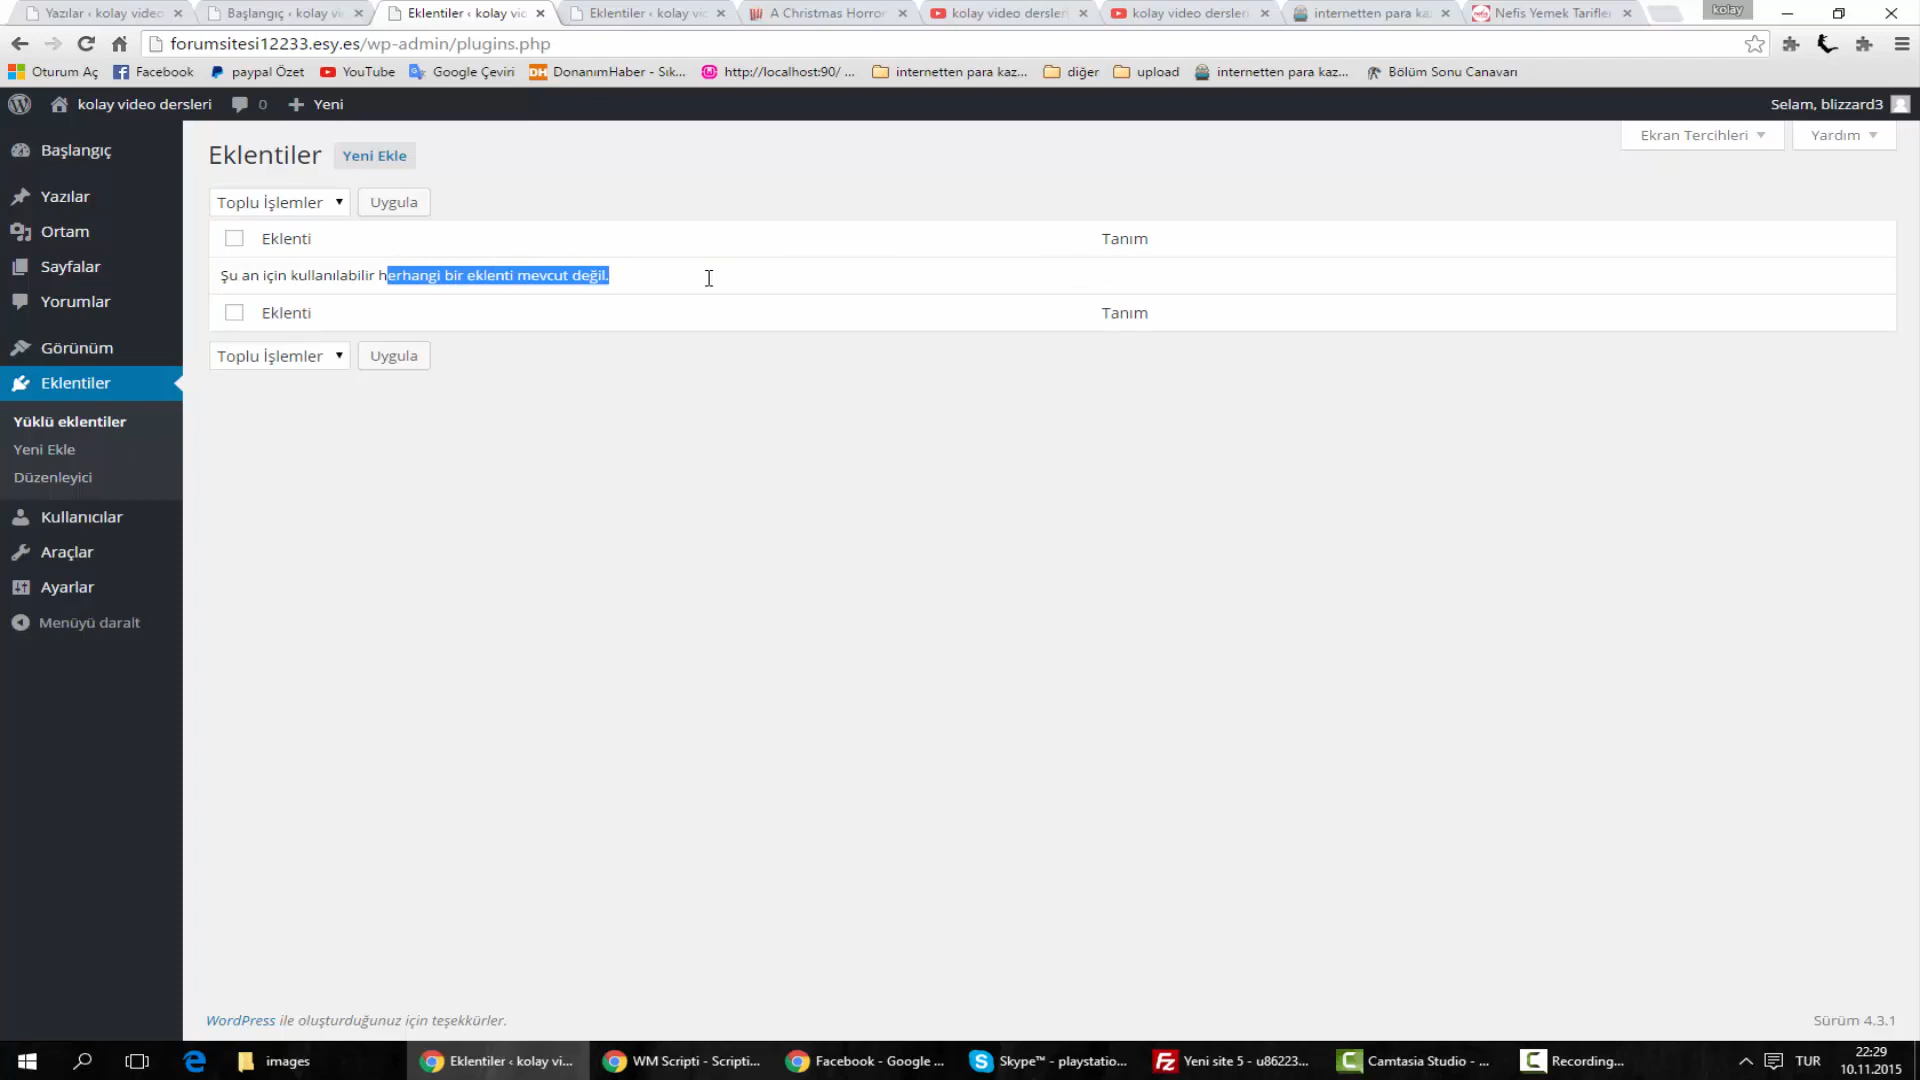 Yazılar ‹ kolay video
Başlangıç ‹ kolay vi
Eklentiler ‹ kolay vi
Eklentiler ‹ kolay vi
A Christmas Horror
kolay video dersleri
kolay video dersleri
internetten para ka
Nefis Yemek Tarifler
kolay
forumsitesi12233.esy.es/wp-admin/plugins.php
Oturum Aç
Facebook
paypal Özet
YouTube
Google Çeviri
DH DonanımHaber - Sık...
http://localhost:90/ ...
internetten para kaz...
diğer
upload
internetten para kaz...
Bölüm Sonu Canavarı
kolay video dersleri
0
Yeni
Selam, blizzard3
Ekran Tercihleri
Yardım
Başlangıç
Yazılar
Ortam
Sayfalar
Yorumlar
Görünüm
Eklentiler
Yüklü eklentiler
Yeni Ekle
Düzenleyici
Kullanıcılar
Araçlar
Ayarlar
Menüyü daralt
Eklentiler
Yeni Ekle
Toplu İşlemler
Uygula
Eklenti
Tanım
Şu an için kullanılabilir herhangi bir eklenti mevcut değil.
Eklenti
Tanım
Toplu İşlemler
Uygula
WordPress ile oluşturduğunuz için teşekkürler.
Sürüm 4.3.1
images
Eklentiler ‹ kolay vi...
WM Scripti - Scripti...
Facebook - Google ...
Skype™ - playstatio...
Yeni site 5 - u86223...
Camtasia Studio - ...
Recording...
TUR
22:29
10.11.2015